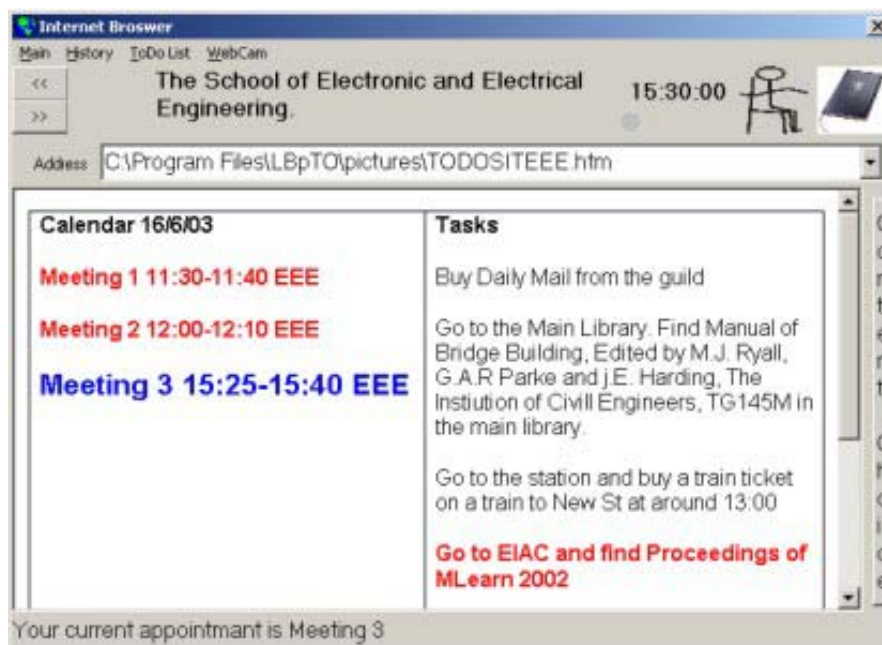 Internet Broswer
Main History ToDo List WebCam
<<
>>
The School of Electronic and Electrical
Engineering.
15:30:00
Address C:\Program Files\LBpTO\pictures\TODOSITEEE.htm
Calendar 16/6/03
Meeting 1 11:30-11:40 EEE
Meeting 2 12:00-12:10 EEE
Meeting 3 15:25-15:40 EEE
Tasks
Buy Daily Mail from the guild
Go to the Main Library. Find Manual of
Bridge Building, Edited by M.J. Ryall,
G.A.R Parke and j.E. Harding, The
Instiution of Civill Engineers, TG145M in
the main library.
Go to the station and buy a train ticket
on a train to New St at around 13:00
Go to EIAC and find Proceedings of
MLearn 2002
Your current appointmant is Meeting 3